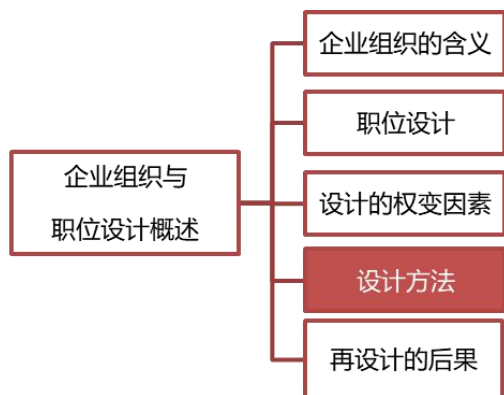 企业组织与
职位设计概述
企业组织的含义
职位设计
设计的权变因素
设计方法
再设计的后果